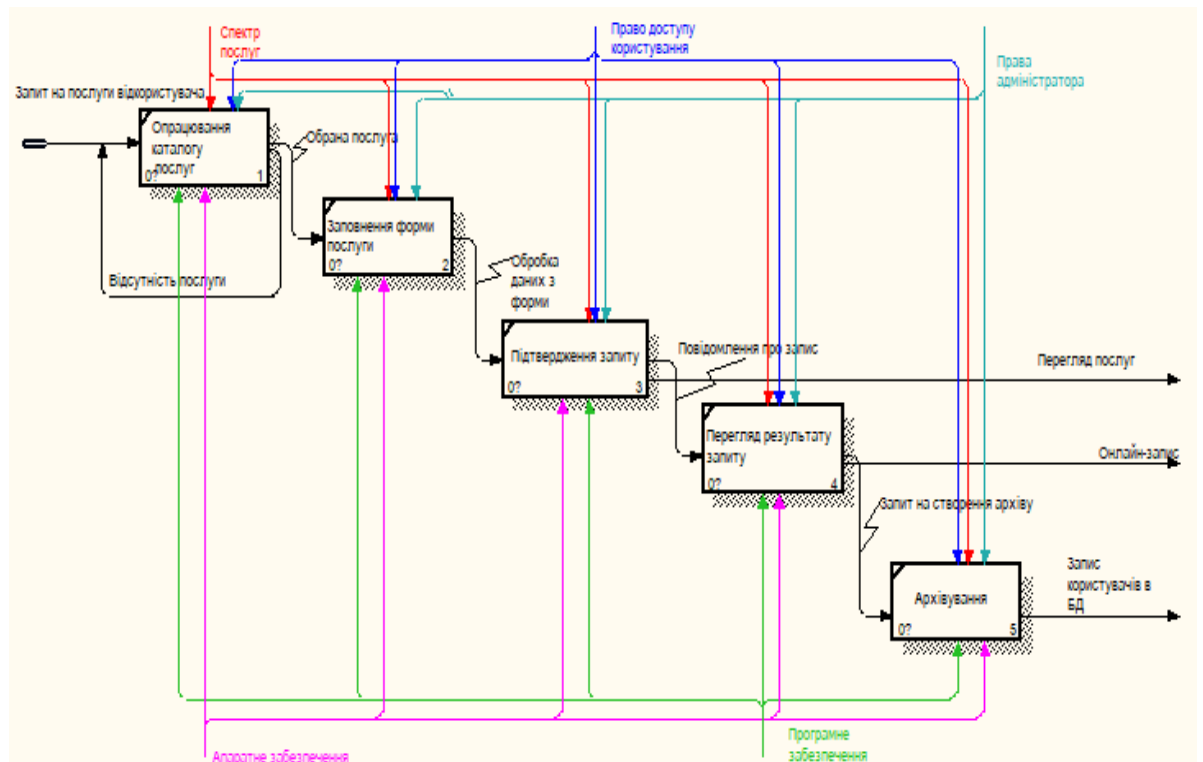 Спектр
послуг
Право доступу
користування
Права
адміністратора
Запит на послуги відкористувача
Опрацювання
каталогу
послуг
0?
1
Обрана послуга
Заповнення форми
послуги
0?
2
Відсутність послуги
Обробка
даних з
форми
Підтвердження запиту
0?
3
Повідомлення про запис
Перегляд послуг
Перегляд результату
запиту
0?
4
Онлайн-запис
Запит на створення архіву
Архівування
0?
5
Запис
користувачів в
БД
Програмне
забезпечення
Апаратне забезпечення